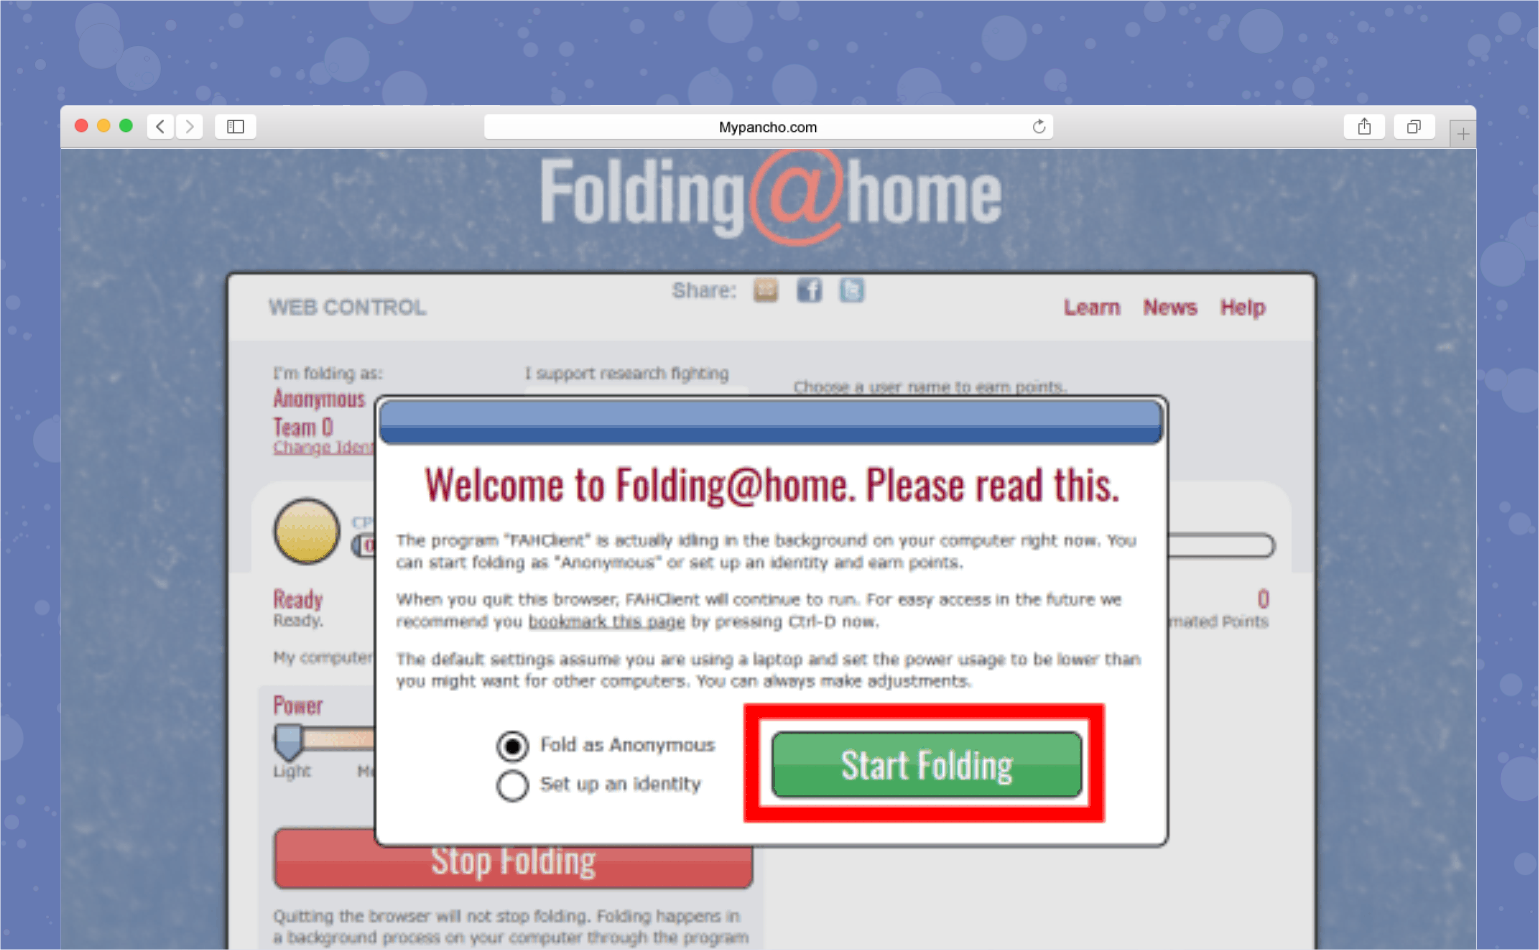 Mypancho.com
Folding@home
WEB CONTROL
Share:
Learn News Help
I'm folding as:
Anonymous
Team 0
Change Ident
I support research fighting
Choose a user name to earn points.
Welcome to Folding@home. Please read this.
The program "FAHClient" is actually idling in the background on your computer right now. You
can start folding as "Anonymous" or set up an identity and earn points.
When you quit this browser, FAHClient will continue to run. For easy access in the future we
recommend you bookmark this page by pressing Ctrl-D now.
The default settings assume you are using a laptop and set the power usage to be lower than
you might want for other computers. You can always make adjustments.
Fold as Anonymous
Set up an identity
Start Folding
CP
0
Ready
Ready.
0
mated Points
My computer
Power
Light
Me
Stop Folding
Quitting the browser will not stop folding. Folding happens in
a background process on your computer through the program